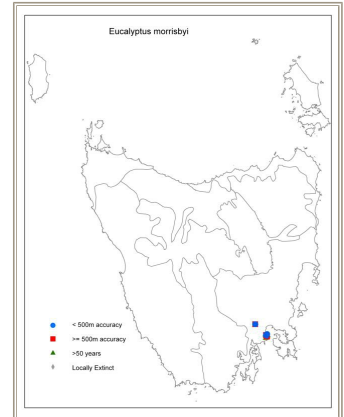 Eucalyptus morrisbyi
< 500m accuracy
>= 500m accuracy
>50 years
Locally Extinct